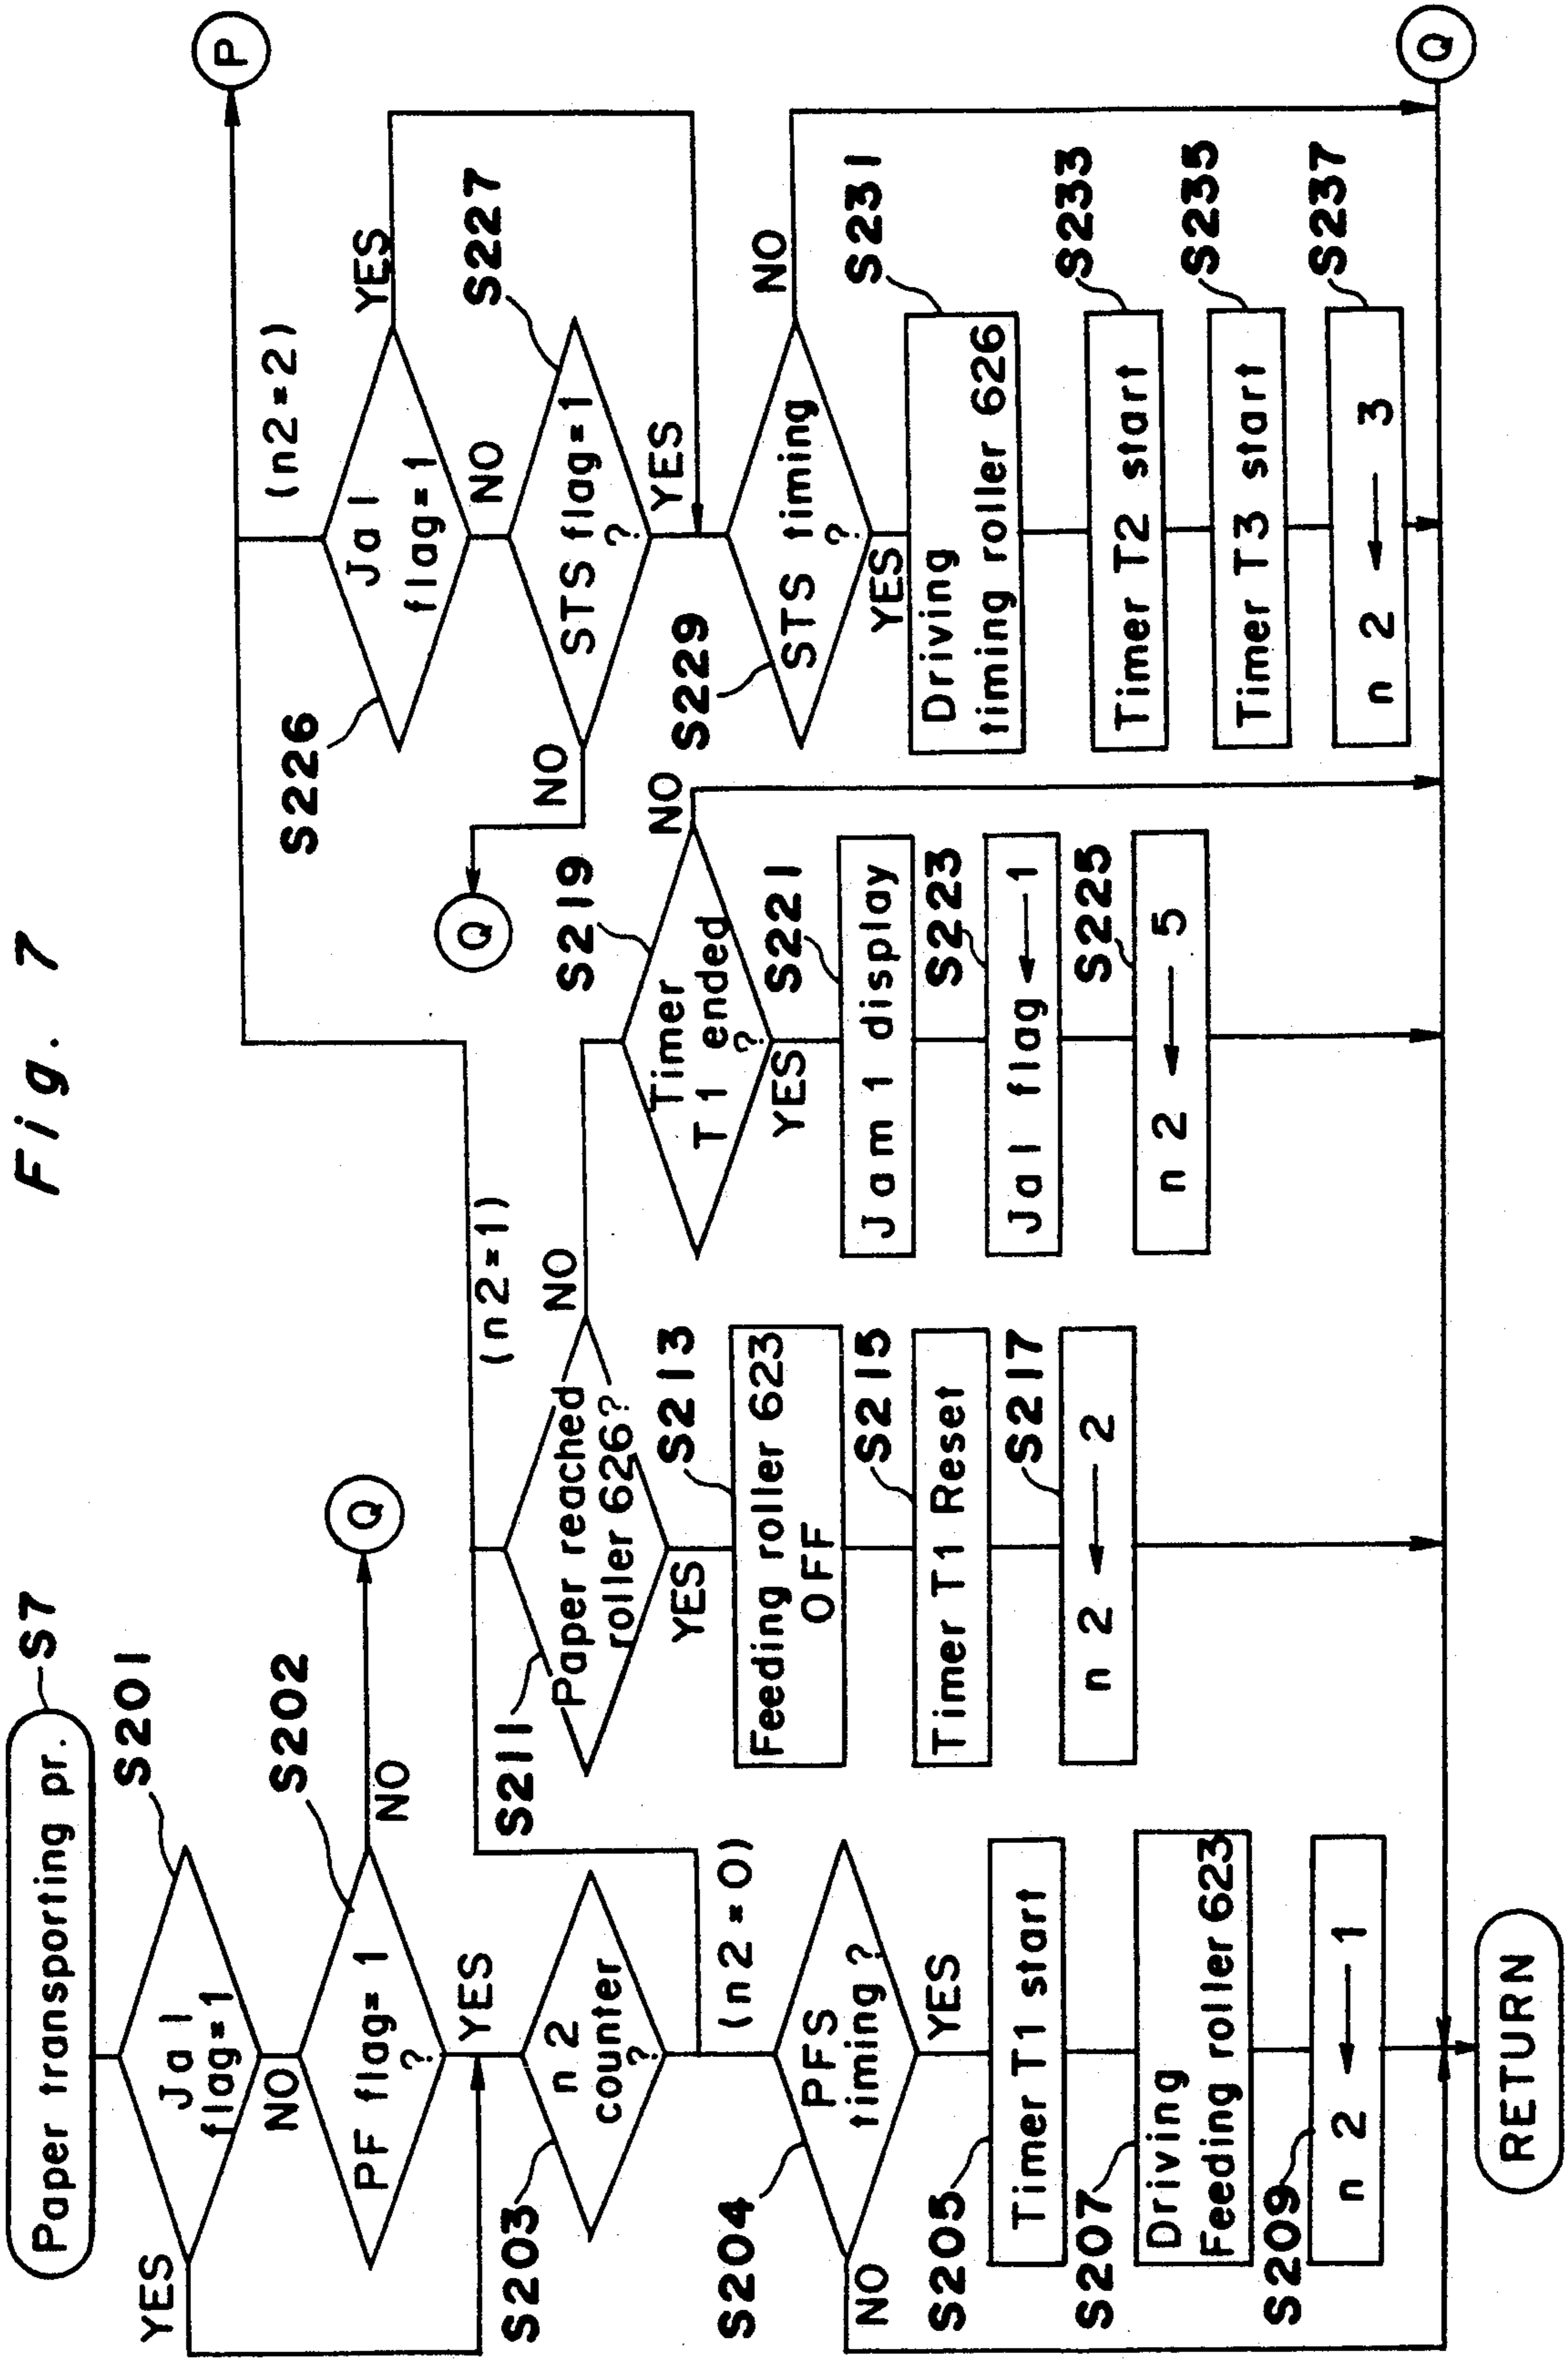 Fig. 7
Paper transporting pr.
S7
S201
Ja1
flag=1
YES
NO
S202
PF flag=1
?
NO
Q
YES
S203
n2
counter
?
(n2=0)
S204
PFS
timing ?
NO
YES
S205
Timer T1 start
S207
Driving
Feeding roller 623
S209
n2 ← 1
RETURN
(n2=1)
S211
Paper reached
roller 626?
NO
YES
S213
Feeding roller 623
OFF
S215
Timer T1 Reset
S217
n2 ← 2
S219
Timer
T1 ended
?
NO
YES
S221
Jam 1 display
S223
Ja1 flag ← 1
S225
n2 ← 5
(n2=2)
P
S226
Ja1
flag=1
YES
NO
S227
STS flag=1
?
NO
Q
YES
S229
STS timing
?
NO
YES
S231
Driving
timing roller 626
S233
Timer T2 start
S235
Timer T3 start
S237
n2 ← 3
Q